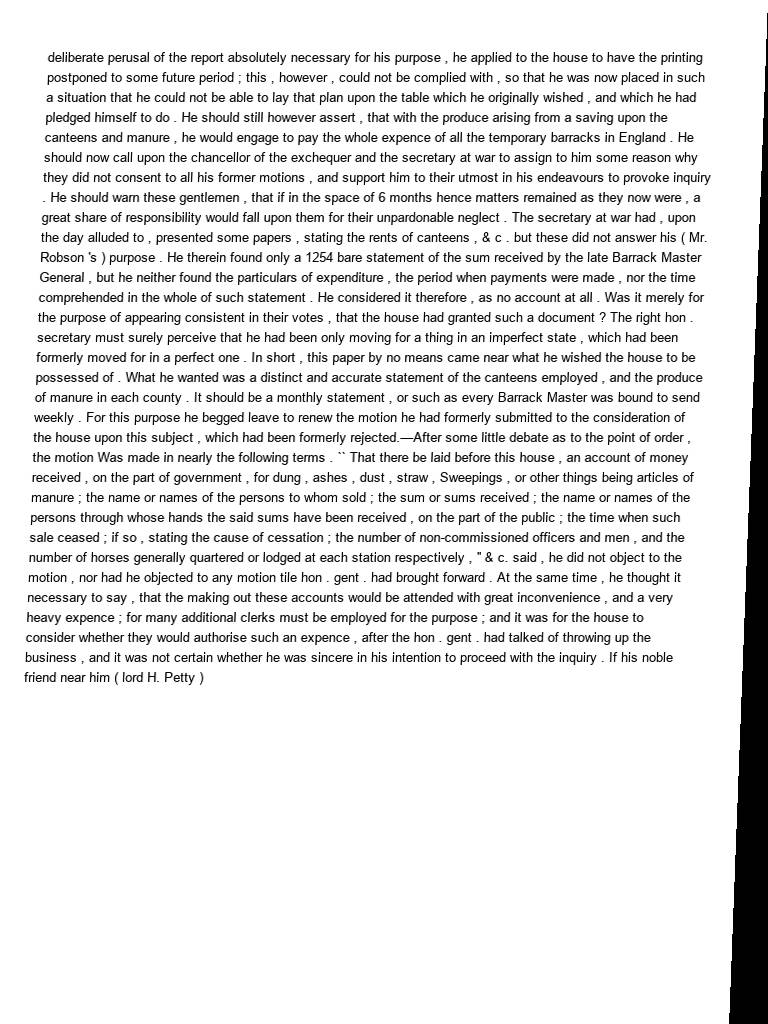 deliberate perusal of the report absolutely necessary for his purpose , he applied to the house to have the printing
postponed to some future period ; this , however , could not be complied with , so that he was now placed in such
a situation that he could not be able to lay that plan upon the table which he originally wished , and which he had
pledged himself to do . He should still however assert , that with the produce arising from a saving upon the
canteens and manure , he would engage to pay the whole expence of all the temporary barracks in England . He
should now call upon the chancellor of the exchequer and the secretary at war to assign to him some reason why
they did not consent to all his former motions , and support him to their utmost in his endeavours to provoke inquiry
. He should warn these gentlemen , that if in the space of 6 months hence matters remained as they now were , a
great share of responsibility would fall upon them for their unpardonable neglect . The secretary at war had , upon
the day alluded to , presented some papers , stating the rents of canteens , & c . but these did not answer his ( Mr.
Robson 's ) purpose . He therein found only a 1254 bare statement of the sum received by the late Barrack Master
General , but he neither found the particulars of expenditure , the period when payments were made , nor the time
comprehended in the whole of such statement . He considered it therefore , as no account at all . Was it merely for
the purpose of appearing consistent in their votes , that the house had granted such a document ? The right hon .
secretary must surely perceive that he had been only moving for a thing in an imperfect state , which had been
formerly moved for in a perfect one . In short , this paper by no means came near what he wished the house to be
possessed of . What he wanted was a distinct and accurate statement of the canteens employed , and the produce
of manure in each county . It should be a monthly statement , or such as every Barrack Master was bound to send
weekly . For this purpose he begged leave to renew the motion he had formerly submitted to the consideration of
the house upon this subject , which had been formerly rejected.—After some little debate as to the point of order ,
the motion Was made in nearly the following terms . `` That there be laid before this house , an account of money
received , on the part of government , for dung , ashes , dust , straw , Sweepings , or other things being articles of
manure ; the name or names of the persons to whom sold ; the sum or sums received ; the name or names of the
persons through whose hands the said sums have been received , on the part of the public ; the time when such
sale ceased ; if so , stating the cause of cessation ; the number of non-commissioned officers and men , and the
number of horses generally quartered or lodged at each station respectively , " & c. said , he did not object to the
motion , nor had he objected to any motion tile hon . gent . had brought forward . At the same time , he thought it
necessary to say , that the making out these accounts would be attended with great inconvenience , and a very
heavy expence ; for many additional clerks must be employed for the purpose ; and it was for the house to
consider whether they would authorise such an expence , after the hon . gent . had talked of throwing up the
business , and it was not certain whether he was sincere in his intention to proceed with the inquiry . If his noble
friend near him ( lord H. Petty )